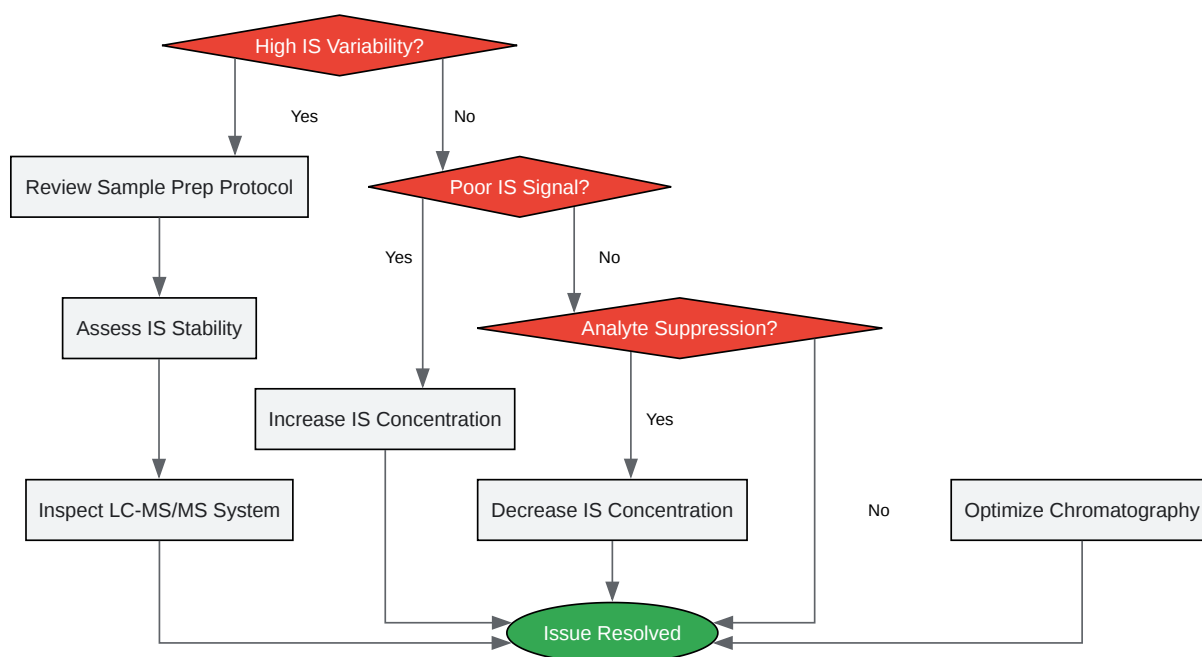 High IS Variability?
Yes
No
Review Sample Prep Protocol
Poor IS Signal?
Yes
No
Assess IS Stability
Analyte Suppression?
Increase IS Concentration
Yes
Inspect LC-MS/MS System
Decrease IS Concentration
No
Optimize Chromatography
Issue Resolved